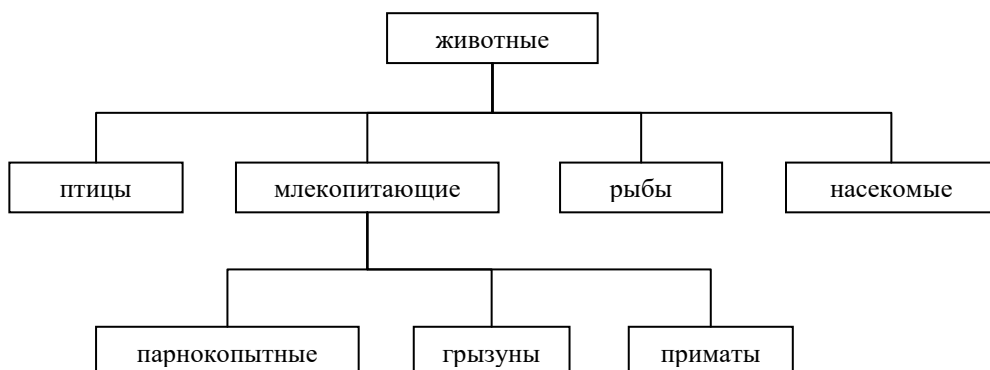 животные
птицы
млекопитающие
рыбы
насекомые
парнокопытные
грызуны
приматы